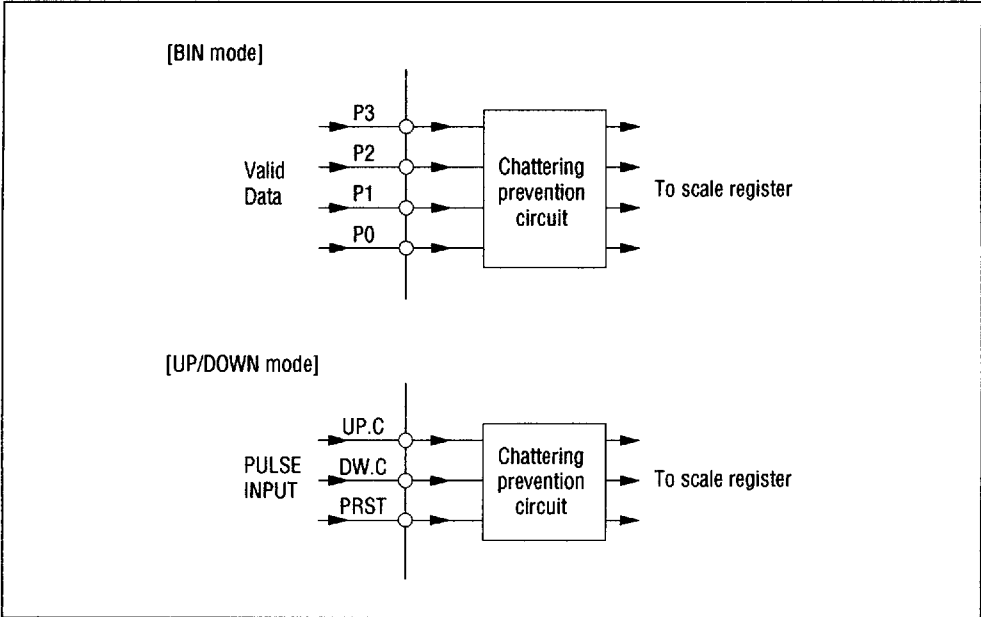 [BIN mode]
P3
P2
P1
P0
Valid
Data
Chattering
prevention
circuit
To scale register
[UP/DOWN mode]
UP.C
DW.C
PRST
PULSE
INPUT
Chattering
prevention
circuit
To scale register